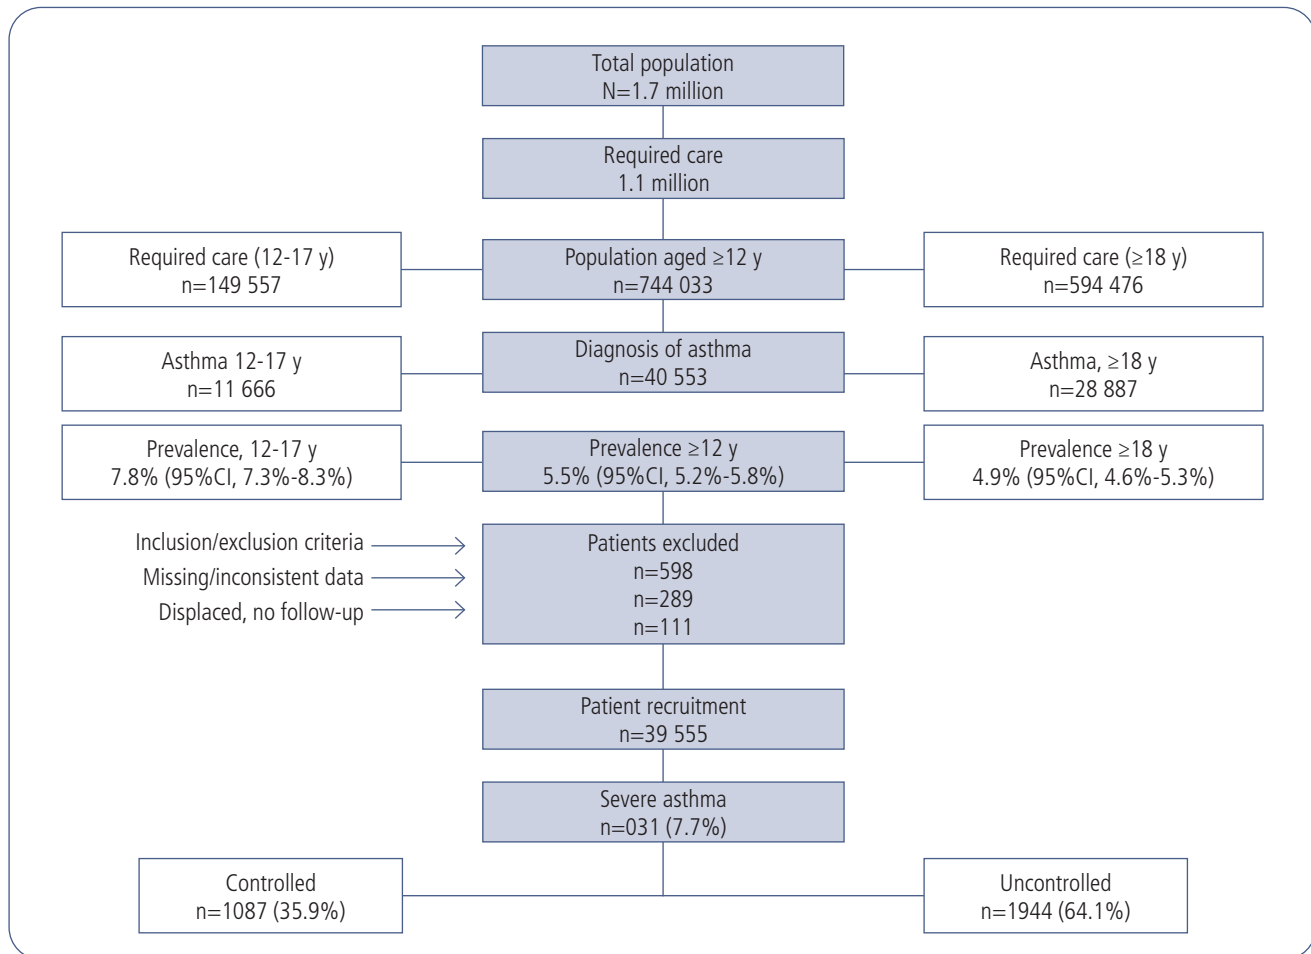 Total population
N=1.7 million
Required care
1.1 million
Required care (12-17 y)
n=149 557
Population aged ≥12 y
n=744 033
Required care (≥18 y)
n=594 476
Asthma 12-17 y
n=11 666
Diagnosis of asthma
n=40 553
Asthma, ≥18 y
n=28 887
Prevalence, 12-17 y
7.8% (95%CI, 7.3%-8.3%)
Prevalence ≥12 y
5.5% (95%CI, 5.2%-5.8%)
Prevalence ≥18 y
4.9% (95%CI, 4.6%-5.3%)
Inclusion/exclusion criteria
Missing/inconsistent data
Displaced, no follow-up
Patients excluded
n=598
n=289
n=111
Patient recruitment
n=39 555
Severe asthma
n=031 (7.7%)
Controlled
n=1087 (35.9%)
Uncontrolled
n=1944 (64.1%)